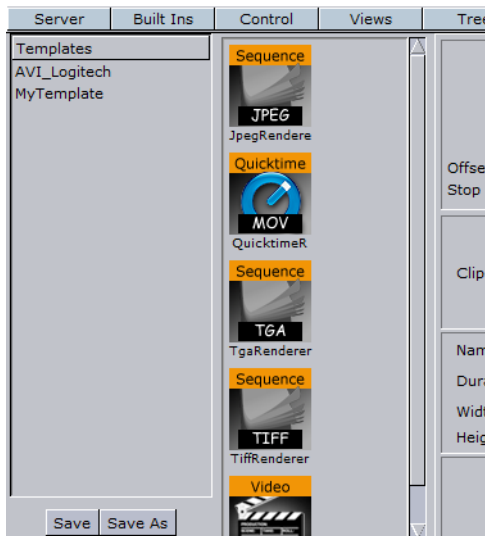 Server Built Ins Control Views Tre
Templates
AVI_Logitech
MyTemplate
Sequence
JPEG
JpegRendere
Quicktime
MOV
QuicktimeR
Sequence
TGA
TgaRenderer
Sequence
TIFF
TiffRenderer
Video
Offse
Stop
Clip
Nam
Dura
Widt
Heig
Save Save As